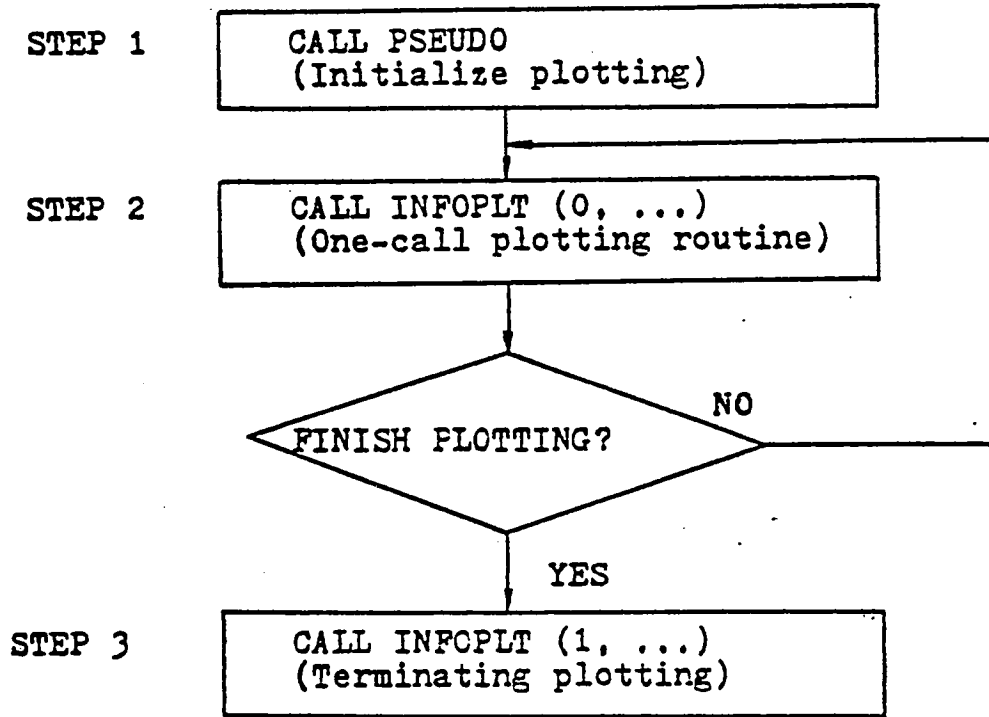 STEP 1
CALL PSEUDO
(Initialize plotting)
STEP 2
CALL INFOPLT (0, ...)
(One-call plotting routine)
FINISH PLOTTING?
NO
YES
STEP 3
CALL INFOPLT (1, ...)
(Terminating plotting)